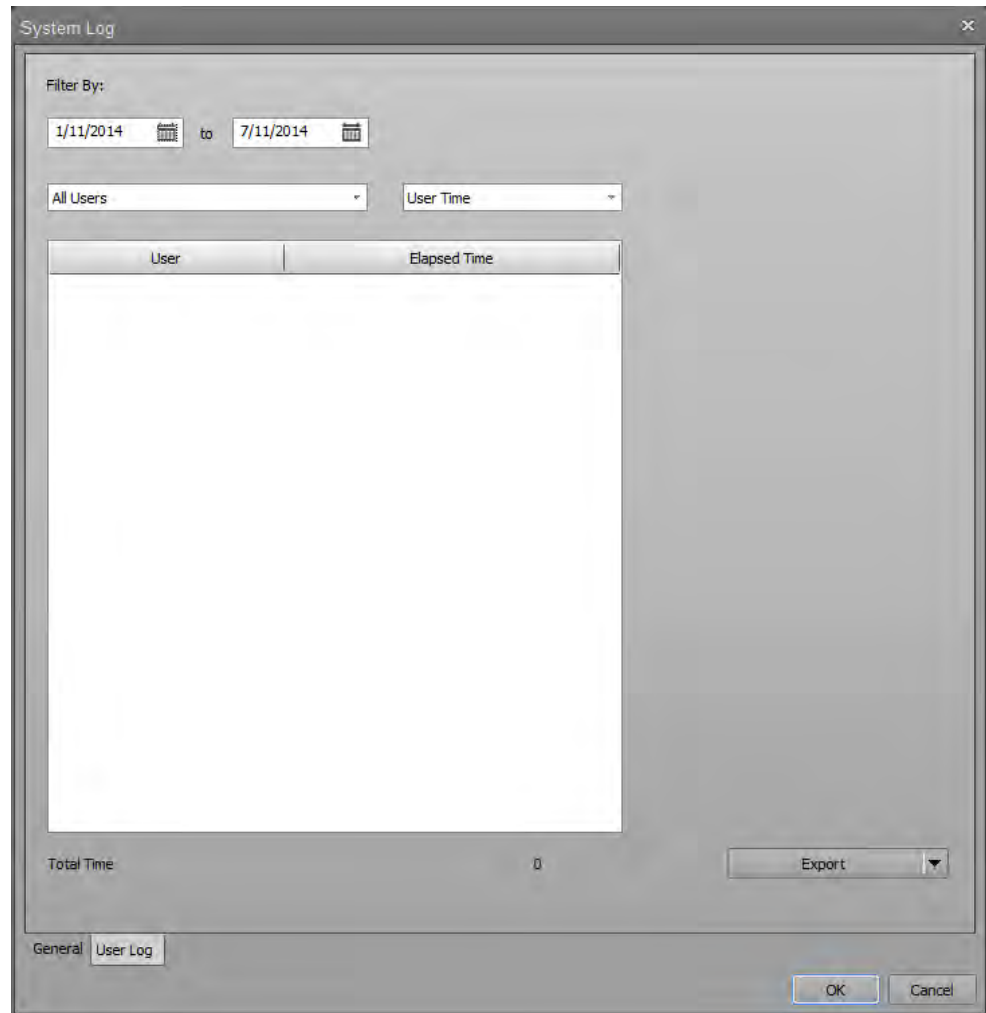 System Log
Filter By:
1/11/2014 to 7/11/2014
All Users User Time
User Elapsed Time
Total Time 0 Export
General User Log
OK Cancel